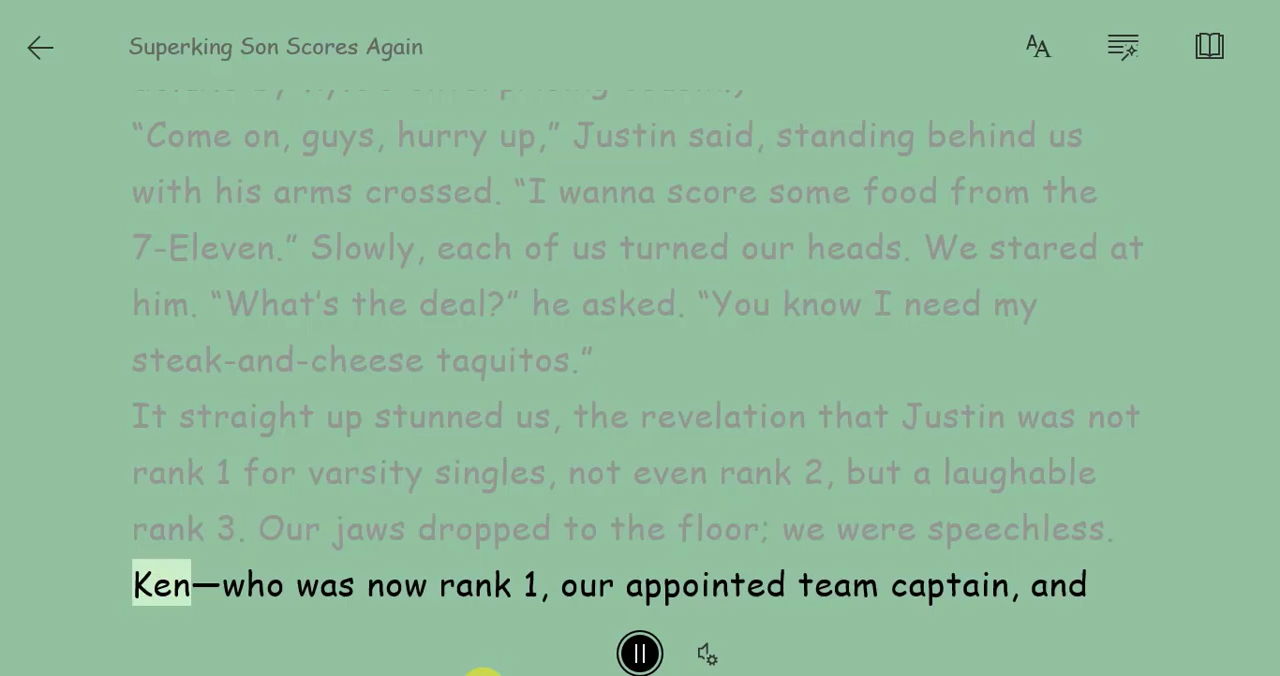 Superking Son Scores Again
“Come on, guys, hurry up,” Justin said, standing behind us
with his arms crossed. “I wanna score some food from the
7-Eleven.” Slowly, each of us turned our heads. We stared at
him. “What’s the deal?” he asked. “You know I need my
steak-and-cheese taquitos.”
It straight up stunned us, the revelation that Justin was not
rank 1 for varsity singles, not even rank 2, but a laughable
rank 3. Our jaws dropped to the floor; we were speechless.
Ken—who was now rank 1, our appointed team captain, and